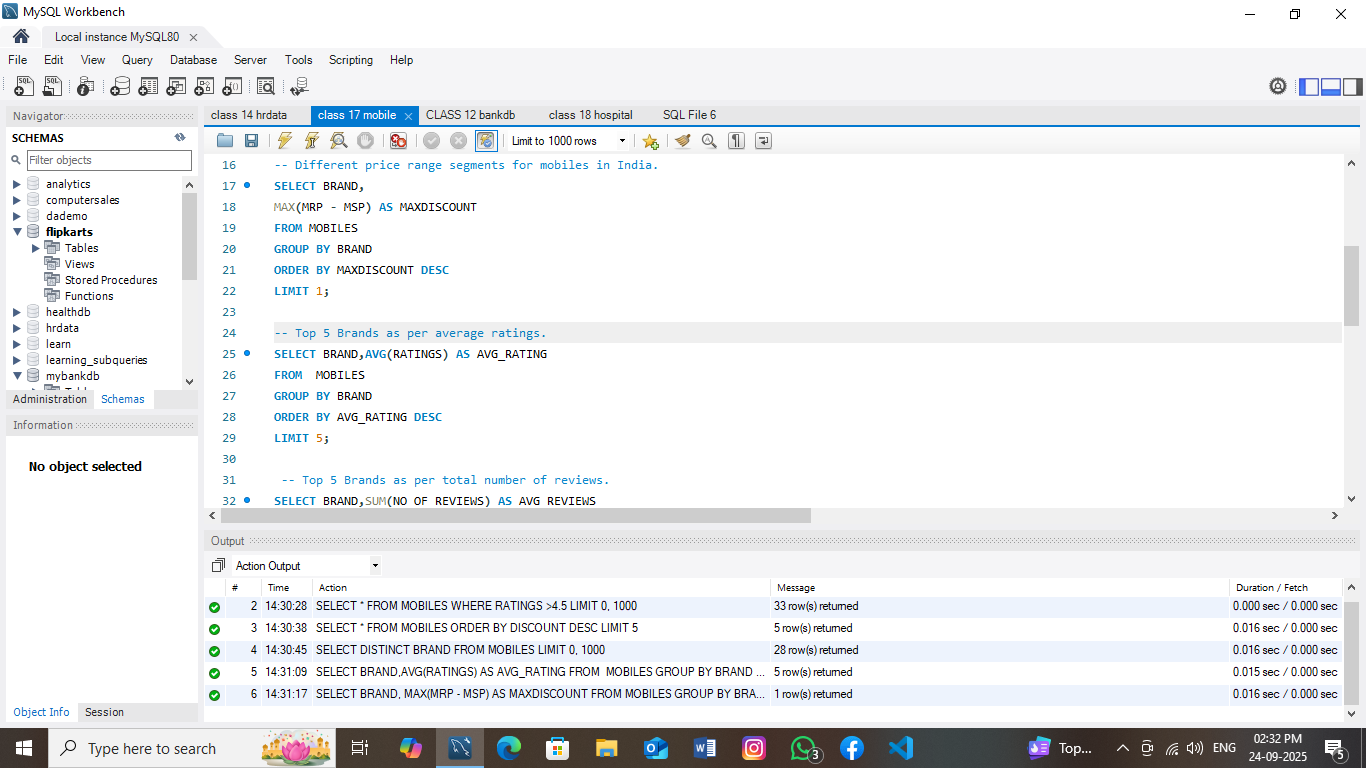 MySQL Workbench
Local instance MySQL80
File Edit View Query Database Server Tools Scripting Help
Navigator
SCHEMAS
Filter objects
analytics
computersales
dademo
flipkarts
Tables
Views
Stored Procedures
Functions
healthdb
hrdata
learn
learning_subqueries
mybankdb
Administration Schemas
Information
No object selected
Object Info Session
class 14 hrdata class 17 mobile CLASS 12 bankdb class 18 hospital SQL File 6
Limit to 1000 rows
16 -- Different price range segments for mobiles in India.
17 SELECT BRAND,
18 MAX(MRP - MSP) AS MAXDISCOUNT
19 FROM MOBILES
20 GROUP BY BRAND
21 ORDER BY MAXDISCOUNT DESC
22 LIMIT 1;
23
24 -- Top 5 Brands as per average ratings.
25 SELECT BRAND,AVG(RATINGS) AS AVG_RATING
26 FROM  MOBILES
27 GROUP BY BRAND
28 ORDER BY AVG_RATING DESC
29 LIMIT 5;
30
31 -- Top 5 Brands as per total number of reviews.
32 SELECT BRAND,SUM(NO OF REVIEWS) AS AVG REVIEWS
Output
Action Output
# Time Action Message Duration / Fetch
2 14:30:28 SELECT * FROM MOBILES WHERE RATINGS >4.5 LIMIT 0, 1000 33 row(s) returned 0.000 sec / 0.000 sec
3 14:30:38 SELECT * FROM MOBILES ORDER BY DISCOUNT DESC LIMIT 5 5 row(s) returned 0.016 sec / 0.000 sec
4 14:30:45 SELECT DISTINCT BRAND FROM MOBILES LIMIT 0, 1000 28 row(s) returned 0.016 sec / 0.000 sec
5 14:31:09 SELECT BRAND,AVG(RATINGS) AS AVG_RATING FROM  MOBILES GROUP BY BRAND ... 5 row(s) returned 0.015 sec / 0.000 sec
6 14:31:17 SELECT BRAND, MAX(MRP - MSP) AS MAXDISCOUNT FROM MOBILES GROUP BY BRA... 1 row(s) returned 0.016 sec / 0.000 sec
Type here to search
3
Top...
ENG
02:32 PM
24-09-2025
5